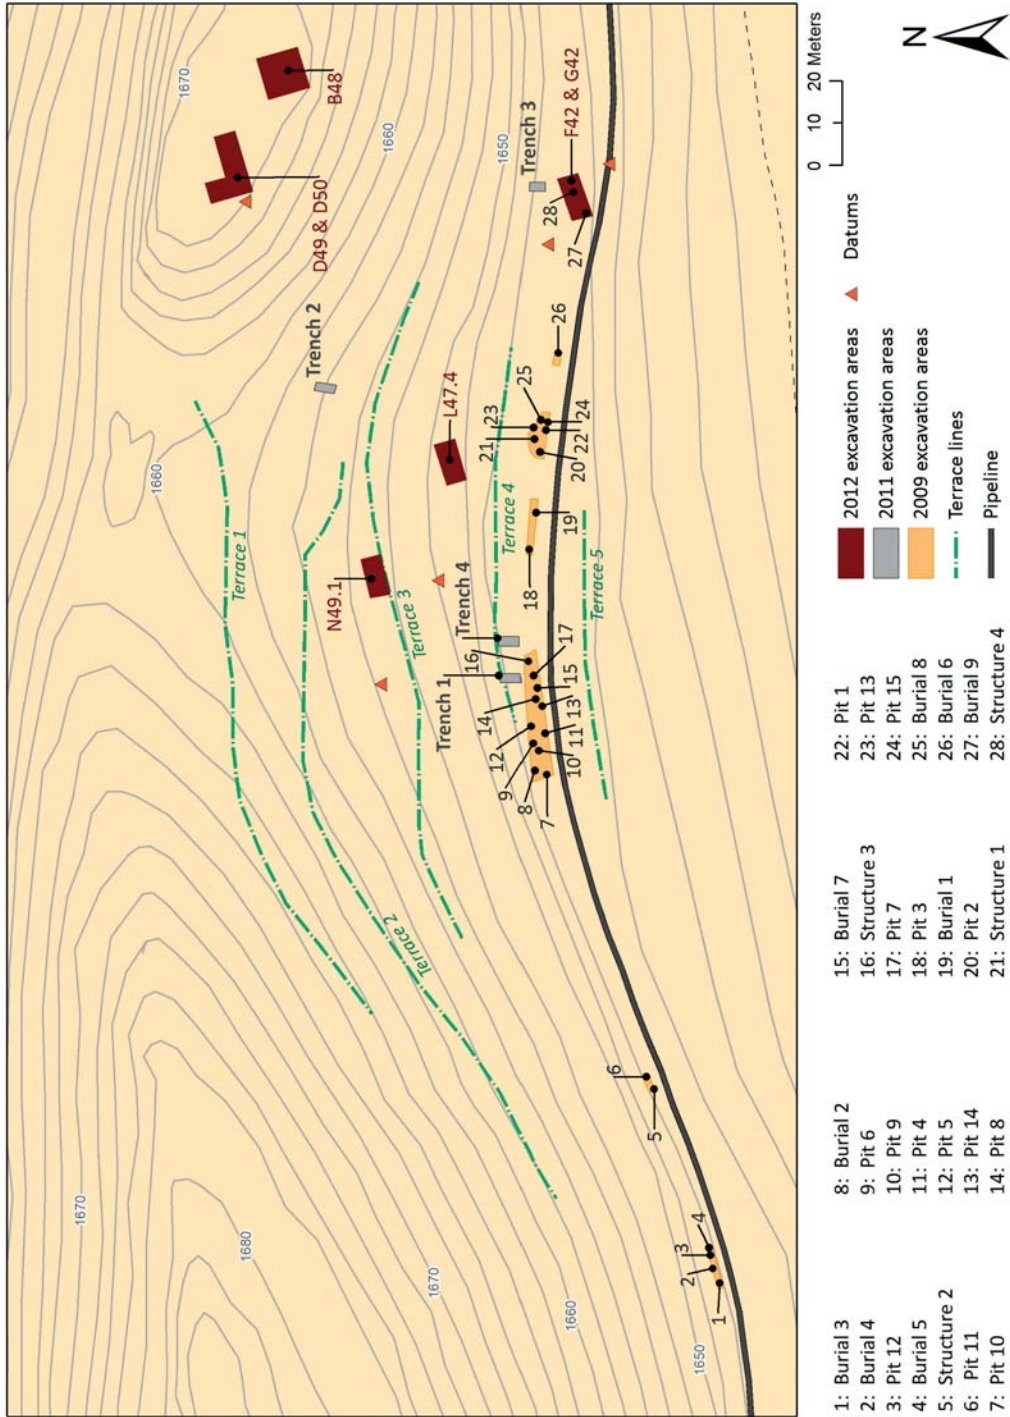 1670
B48
D49 & D50
1660
1650
Trench 3
F42 & G42
28
27
Trench 2
26
1660
L47.4
25
23
21
24
22
20
Terrace 1
Terrace 4
19
18
Terrace 5
N49.1
Terrace 3
Trench 4
16
17
Trench 1
15
14
13
12
11
9
10
8
7
Terrace 2
6
5
1670
1680
1670
1660
1650
4
3
2
1
N
0 10 20 Meters
1: Burial 3
2: Burial 4
3: Pit 12
4: Burial 5
5: Structure 2
6: Pit 11
7: Pit 10
8: Burial 2
9: Pit 6
10: Pit 9
11: Pit 4
12: Pit 5
13: Pit 14
14: Pit 8
15: Burial 7
16: Structure 3
17: Pit 7
18: Pit 3
19: Burial 1
20: Pit 2
21: Structure 1
22: Pit 1
23: Pit 13
24: Pit 15
25: Burial 8
26: Burial 6
27: Burial 9
28: Structure 4
2012 excavation areas
2011 excavation areas
2009 excavation areas
Terrace lines
Pipeline
Datums